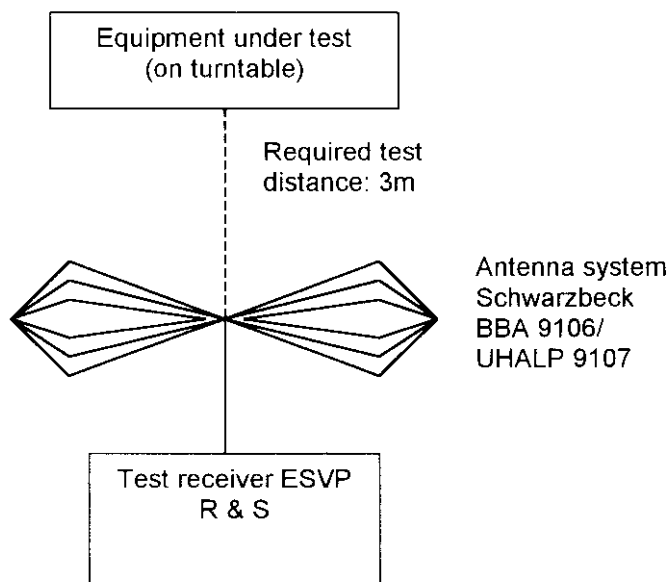 Equipment under test
(on turntable)
Required test
distance: 3m
Antenna system
Schwarzbeck
BBA 9106/
UHALP 9107
Test receiver ESVP
R & S